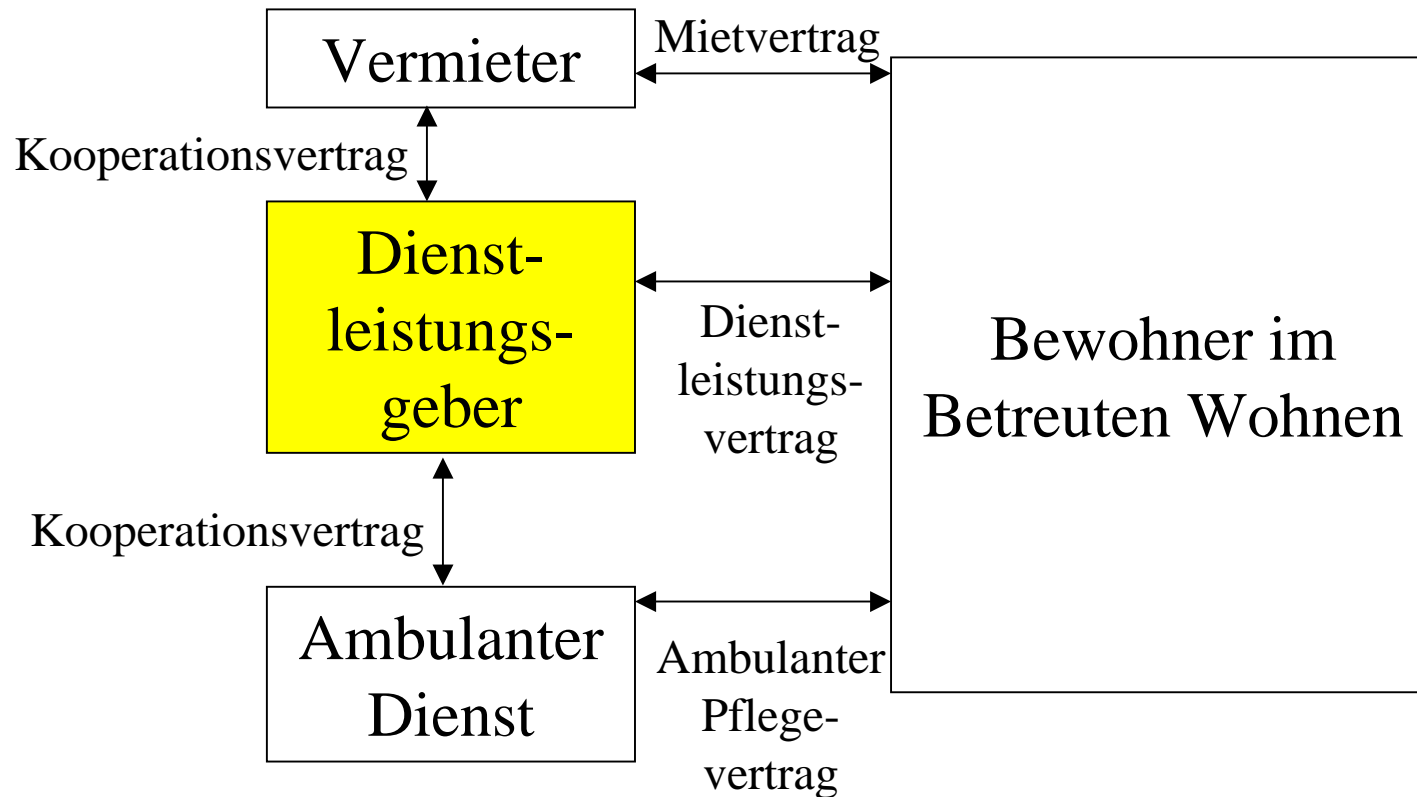 Vermieter
Mietvertrag
Kooperationsvertrag
Dienst-
leistungs-
geber
Dienst-
leistungs-
vertrag
Bewohner im
Betreuten Wohnen
Kooperationsvertrag
Ambulanter
Dienst
Ambulanter
Pflege-
vertrag